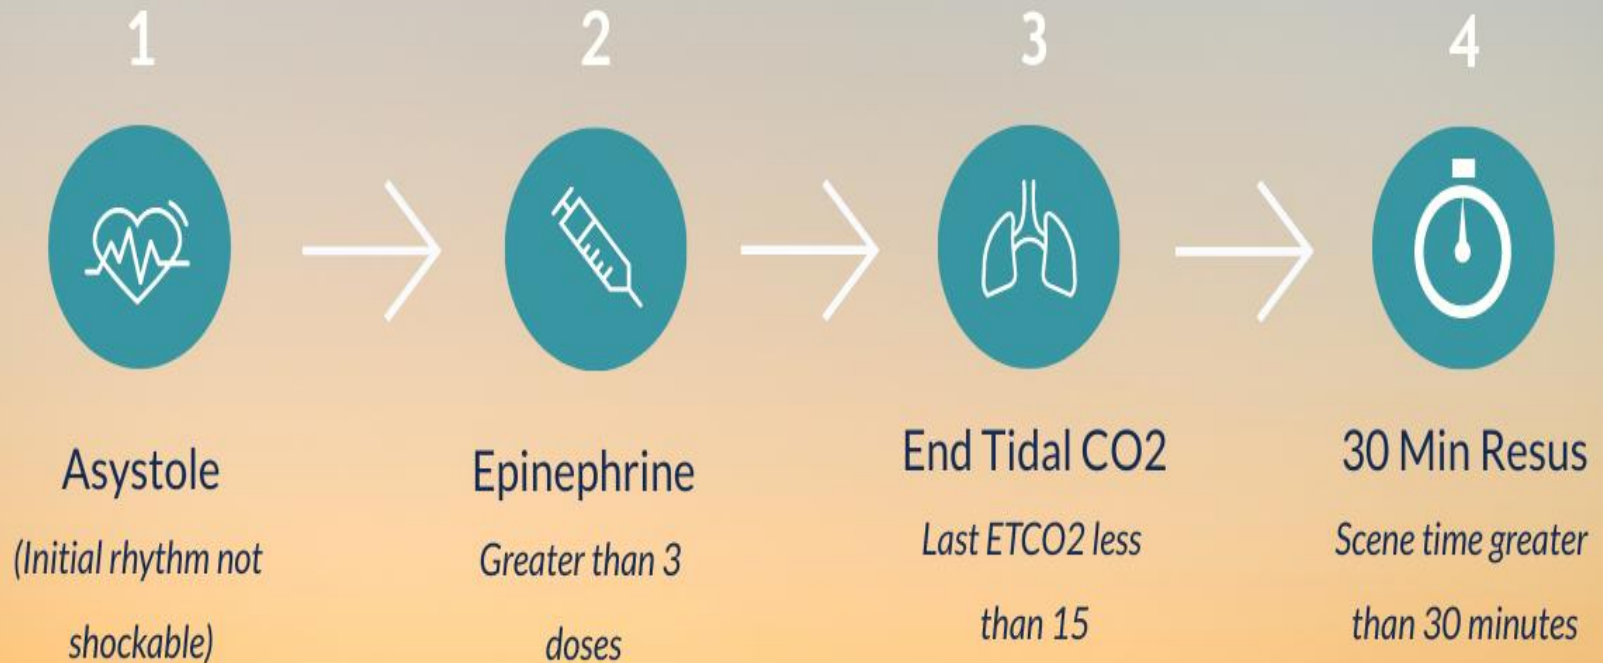 1
2
3
4
Asystole
(Initial rhythm not
shockable)
Epinephrine
Greater than 3
doses
End Tidal CO2
Last ETCO2 less
than 15
30 Min Resus
Scene time greater
than 30 minutes